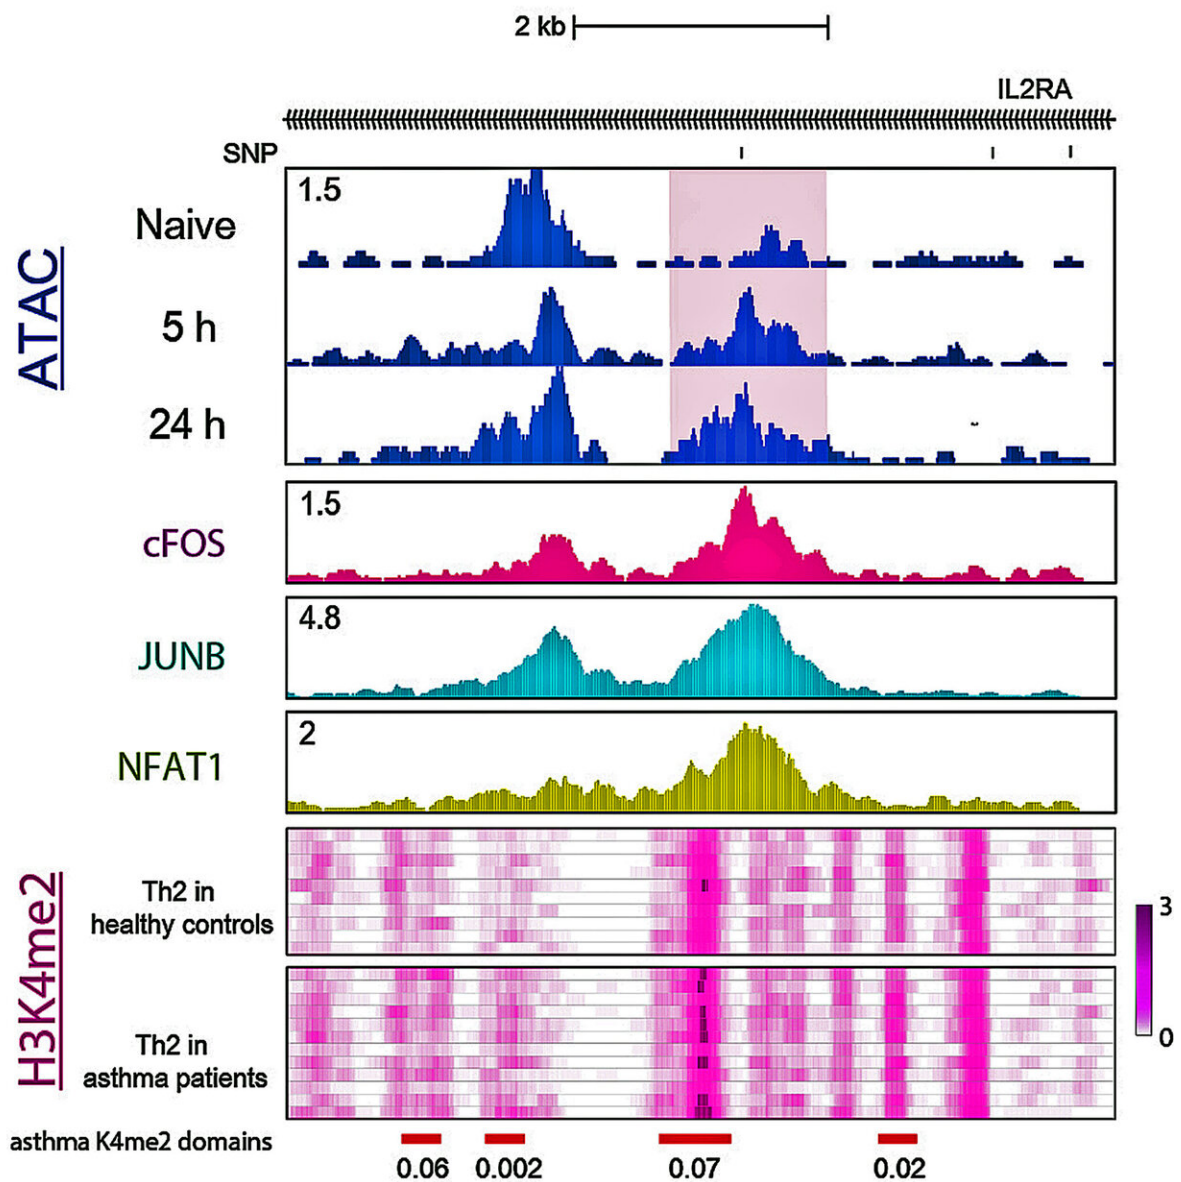 2 kb
IL2RA
SNP
ATAC
1.5
Naive
5 h
24 h
1.5
cFOS
4.8
JUNB
2
NFAT1
H3K4me2
Th2 in
healthy controls
3
0
Th2 in
asthma patients
asthma K4me2 domains
0.06 0.002 0.07 0.02